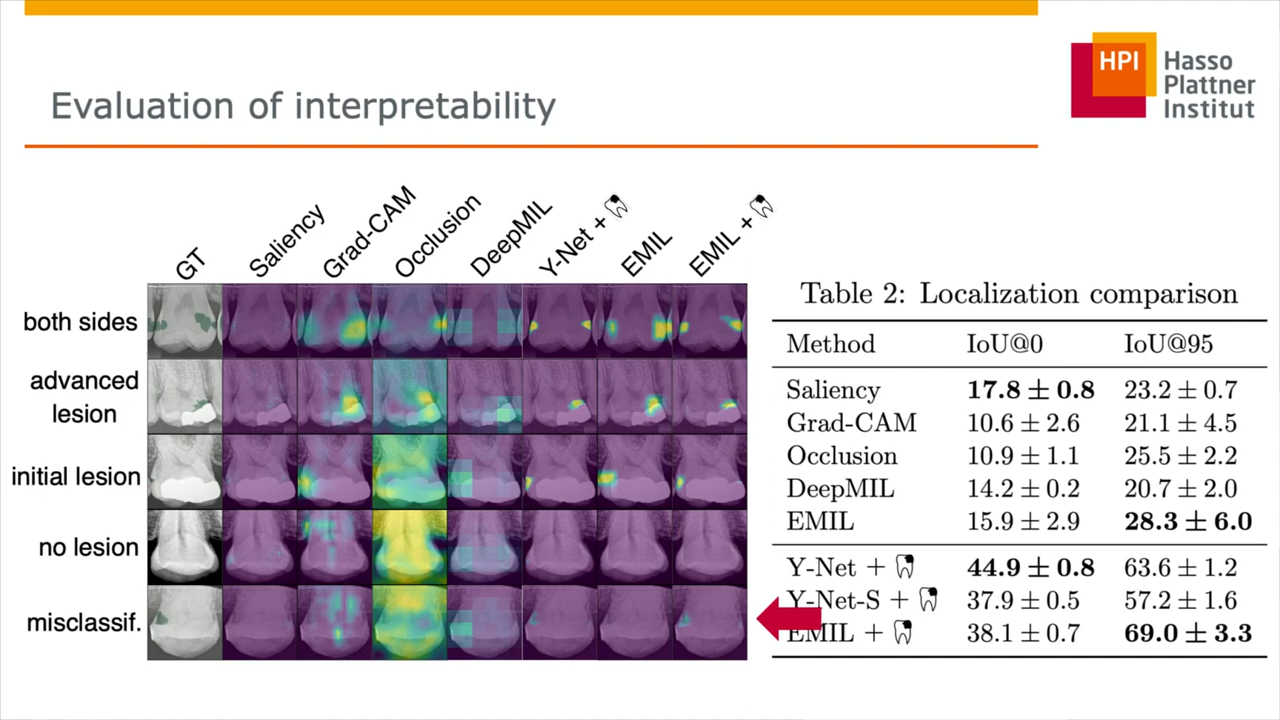 Evaluation of interpretability
HPI Hasso
Plattner
Institut
GT
Saliency
Grad-CAM
Occlusion
DeepMIL
Y-Net +
EMIL
EMIL +
both sides
advanced
lesion
initial lesion
no lesion
misclassif.
Table 2: Localization comparison
Method IoU@0 IoU@95
Saliency 17.8 ± 0.8 23.2 ± 0.7
Grad-CAM 10.6 ± 2.6 21.1 ± 4.5
Occlusion 10.9 ± 1.1 25.5 ± 2.2
DeepMIL 14.2 ± 0.2 20.7 ± 2.0
EMIL 15.9 ± 2.9 28.3 ± 6.0
Y-Net + 44.9 ± 0.8 63.6 ± 1.2
Y-Net-S + 37.9 ± 0.5 57.2 ± 1.6
EMIL + 38.1 ± 0.7 69.0 ± 3.3